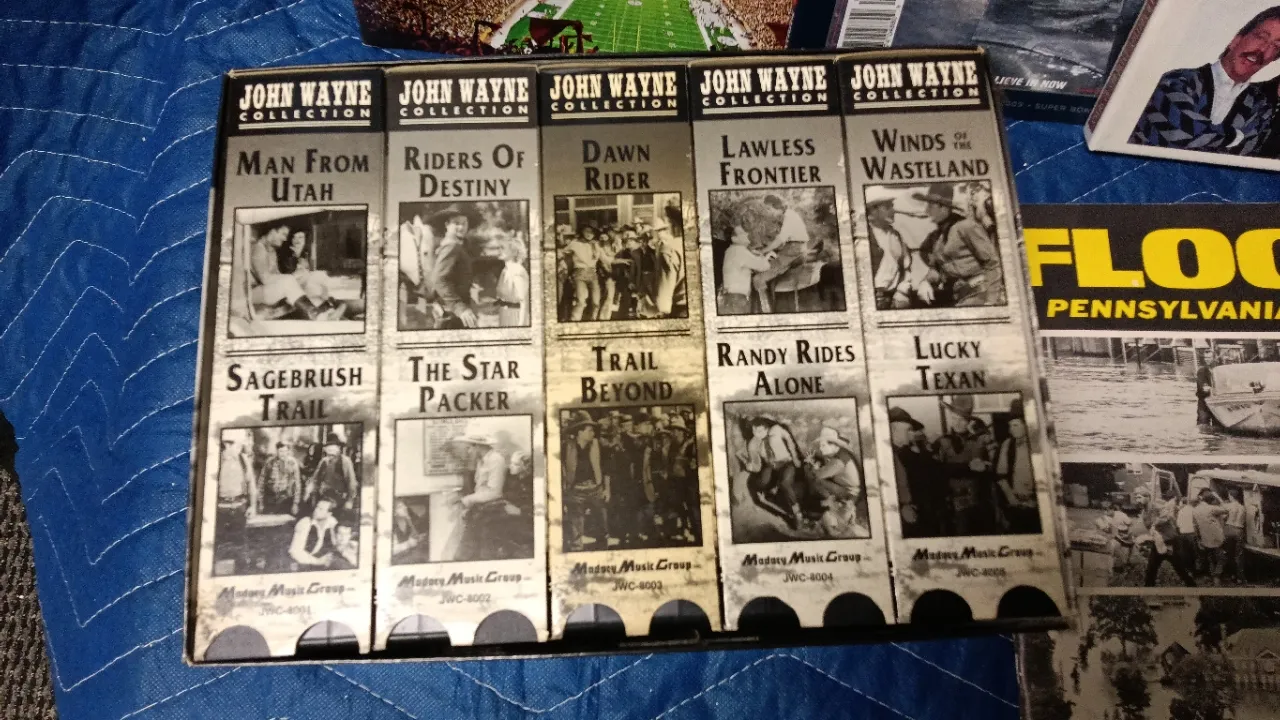 JOHN WAYNE
COLLECTION
MAN FROM
UTAH
SAGEBRUSH
TRAIL
Madacy Music Group
JWC-8001
JOHN WAYNE
COLLECTION
RIDERS OF
DESTINY
THE STAR
PACKER
Madacy Music Group
JWC-8002
JOHN WAYNE
COLLECTION
DAWN
RIDER
TRAIL
BEYOND
Madacy Music Group
JWC-8003
JOHN WAYNE
COLLECTION
LAWLESS
FRONTIER
RANDY RIDES
ALONE
Madacy Music Group
JWC-8004
JOHN WAYNE
COLLECTION
WINDS OF THE
WASTELAND
LUCKY
TEXAN
Madacy Music Group
JWC-8005
LIEVE IN NOW
FLOO
PENNSYLVANIA